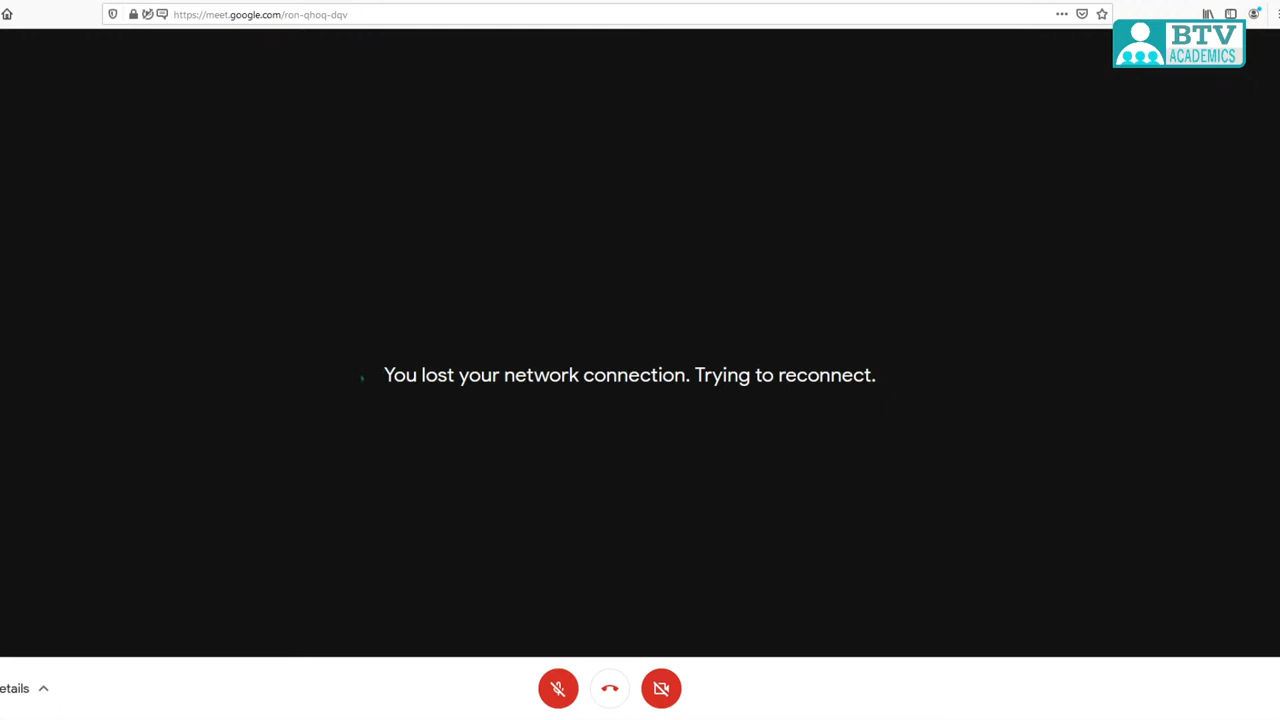 https://meet.google.com/ron-qhoq-dqv
BTV
ACADEMICS
You lost your network connection. Trying to reconnect.
etails